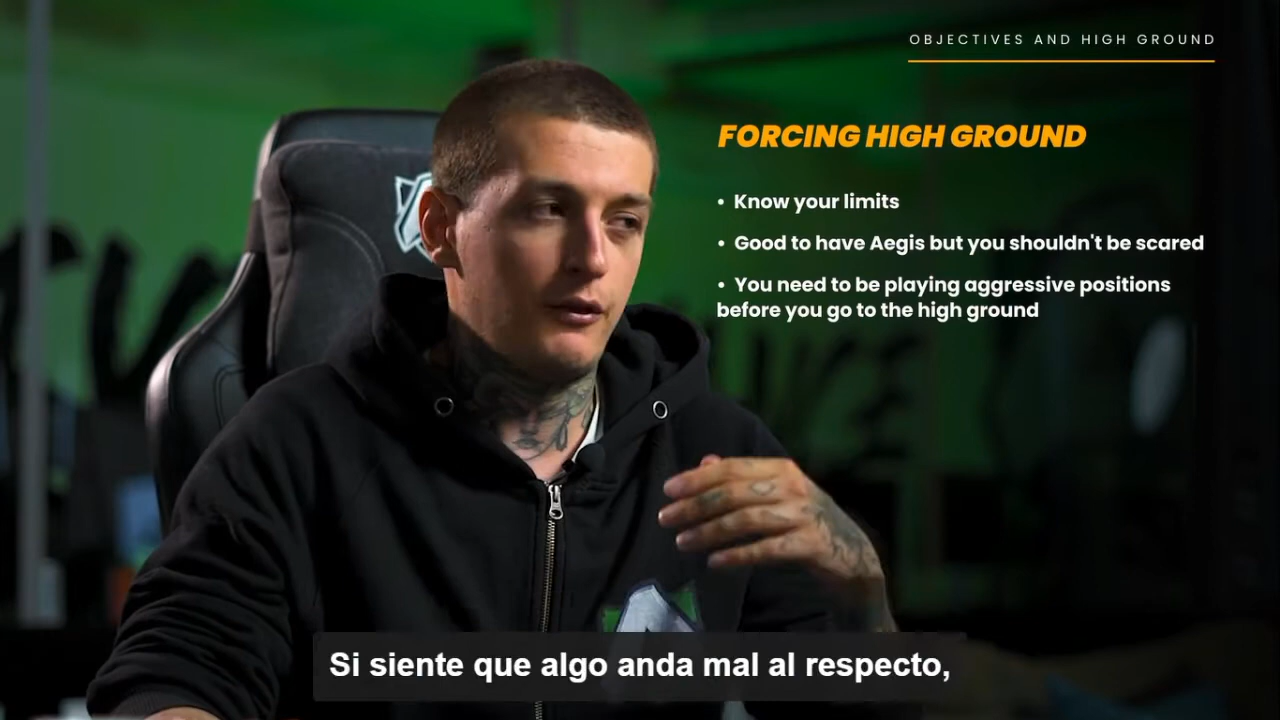 OBJECTIVES AND HIGH GROUND
FORCING HIGH GROUND
• Know your limits
• Good to have Aegis but you shouldn't be scared
• You need to be playing aggressive positions
before you go to the high ground
Si siente que algo anda mal al respecto,